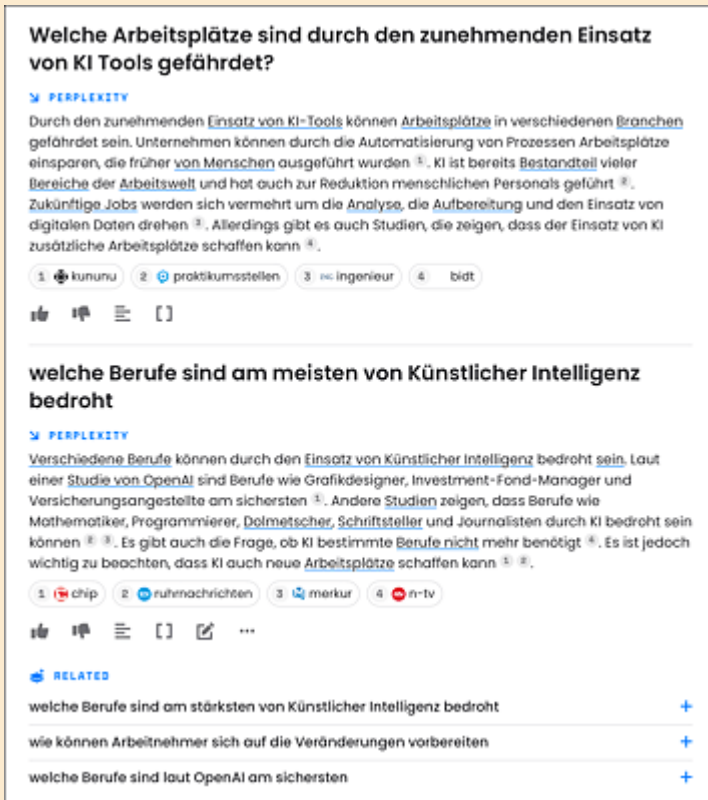 Welche Arbeitsplätze sind durch den zunehmenden Einsatz
von KI Tools gefährdet?
PERPLEXITY
Durch den zunehmenden Einsatz von KI-Tools können Arbeitsplätze in verschiedenen Branchen
gefährdet sein. Unternehmen können durch die Automatisierung von Prozessen Arbeitsplätze
einsparen, die früher von Menschen ausgeführt wurden 1. KI ist bereits Bestandteil vieler
Bereiche der Arbeitswelt und hat auch zur Reduktion menschlichen Personals geführt 2.
Zukünftige Jobs werden sich vermehrt um die Analyse, die Aufbereitung und den Einsatz von
digitalen Daten drehen 3. Allerdings gibt es auch Studien, die zeigen, dass der Einsatz von KI
zusätzliche Arbeitsplätze schaffen kann 4.
1 kununu 2 praktikumsstellen 3 ingenieur 4 bidt
welche Berufe sind am meisten von Künstlicher Intelligenz
bedroht
PERPLEXITY
Verschiedene Berufe können durch den Einsatz von Künstlicher Intelligenz bedroht sein. Laut
einer Studie von OpenAI sind Berufe wie Grafikdesigner, Investment-Fond-Manager und
Versicherungsangestellte am sichersten 1. Andere Studien zeigen, dass Berufe wie
Mathematiker, Programmierer, Dolmetscher, Schriftsteller und Journalisten durch KI bedroht sein
können 2 3. Es gibt auch die Frage, ob KI bestimmte Berufe nicht mehr benötigt 4. Es ist jedoch
wichtig zu beachten, dass KI auch neue Arbeitsplätze schaffen kann 1 2.
1 chip 2 ruhrnachrichten 3 merkur 4 n-tv
RELATED
welche Berufe sind am stärksten von Künstlicher Intelligenz bedroht
wie können Arbeitnehmer sich auf die Veränderungen vorbereiten
welche Berufe sind laut OpenAI am sichersten